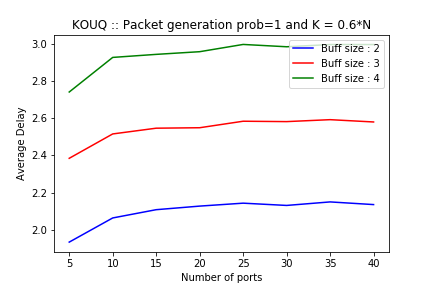 KOUQ :: Packet generation prob=1 and K = 0.6*N
Buff size : 2
Buff size : 3
Buff size : 4
3.0
2.8
2.6
2.4
2.2
2.0
Average Delay
5 10 15 20 25 30 35 40
Number of ports